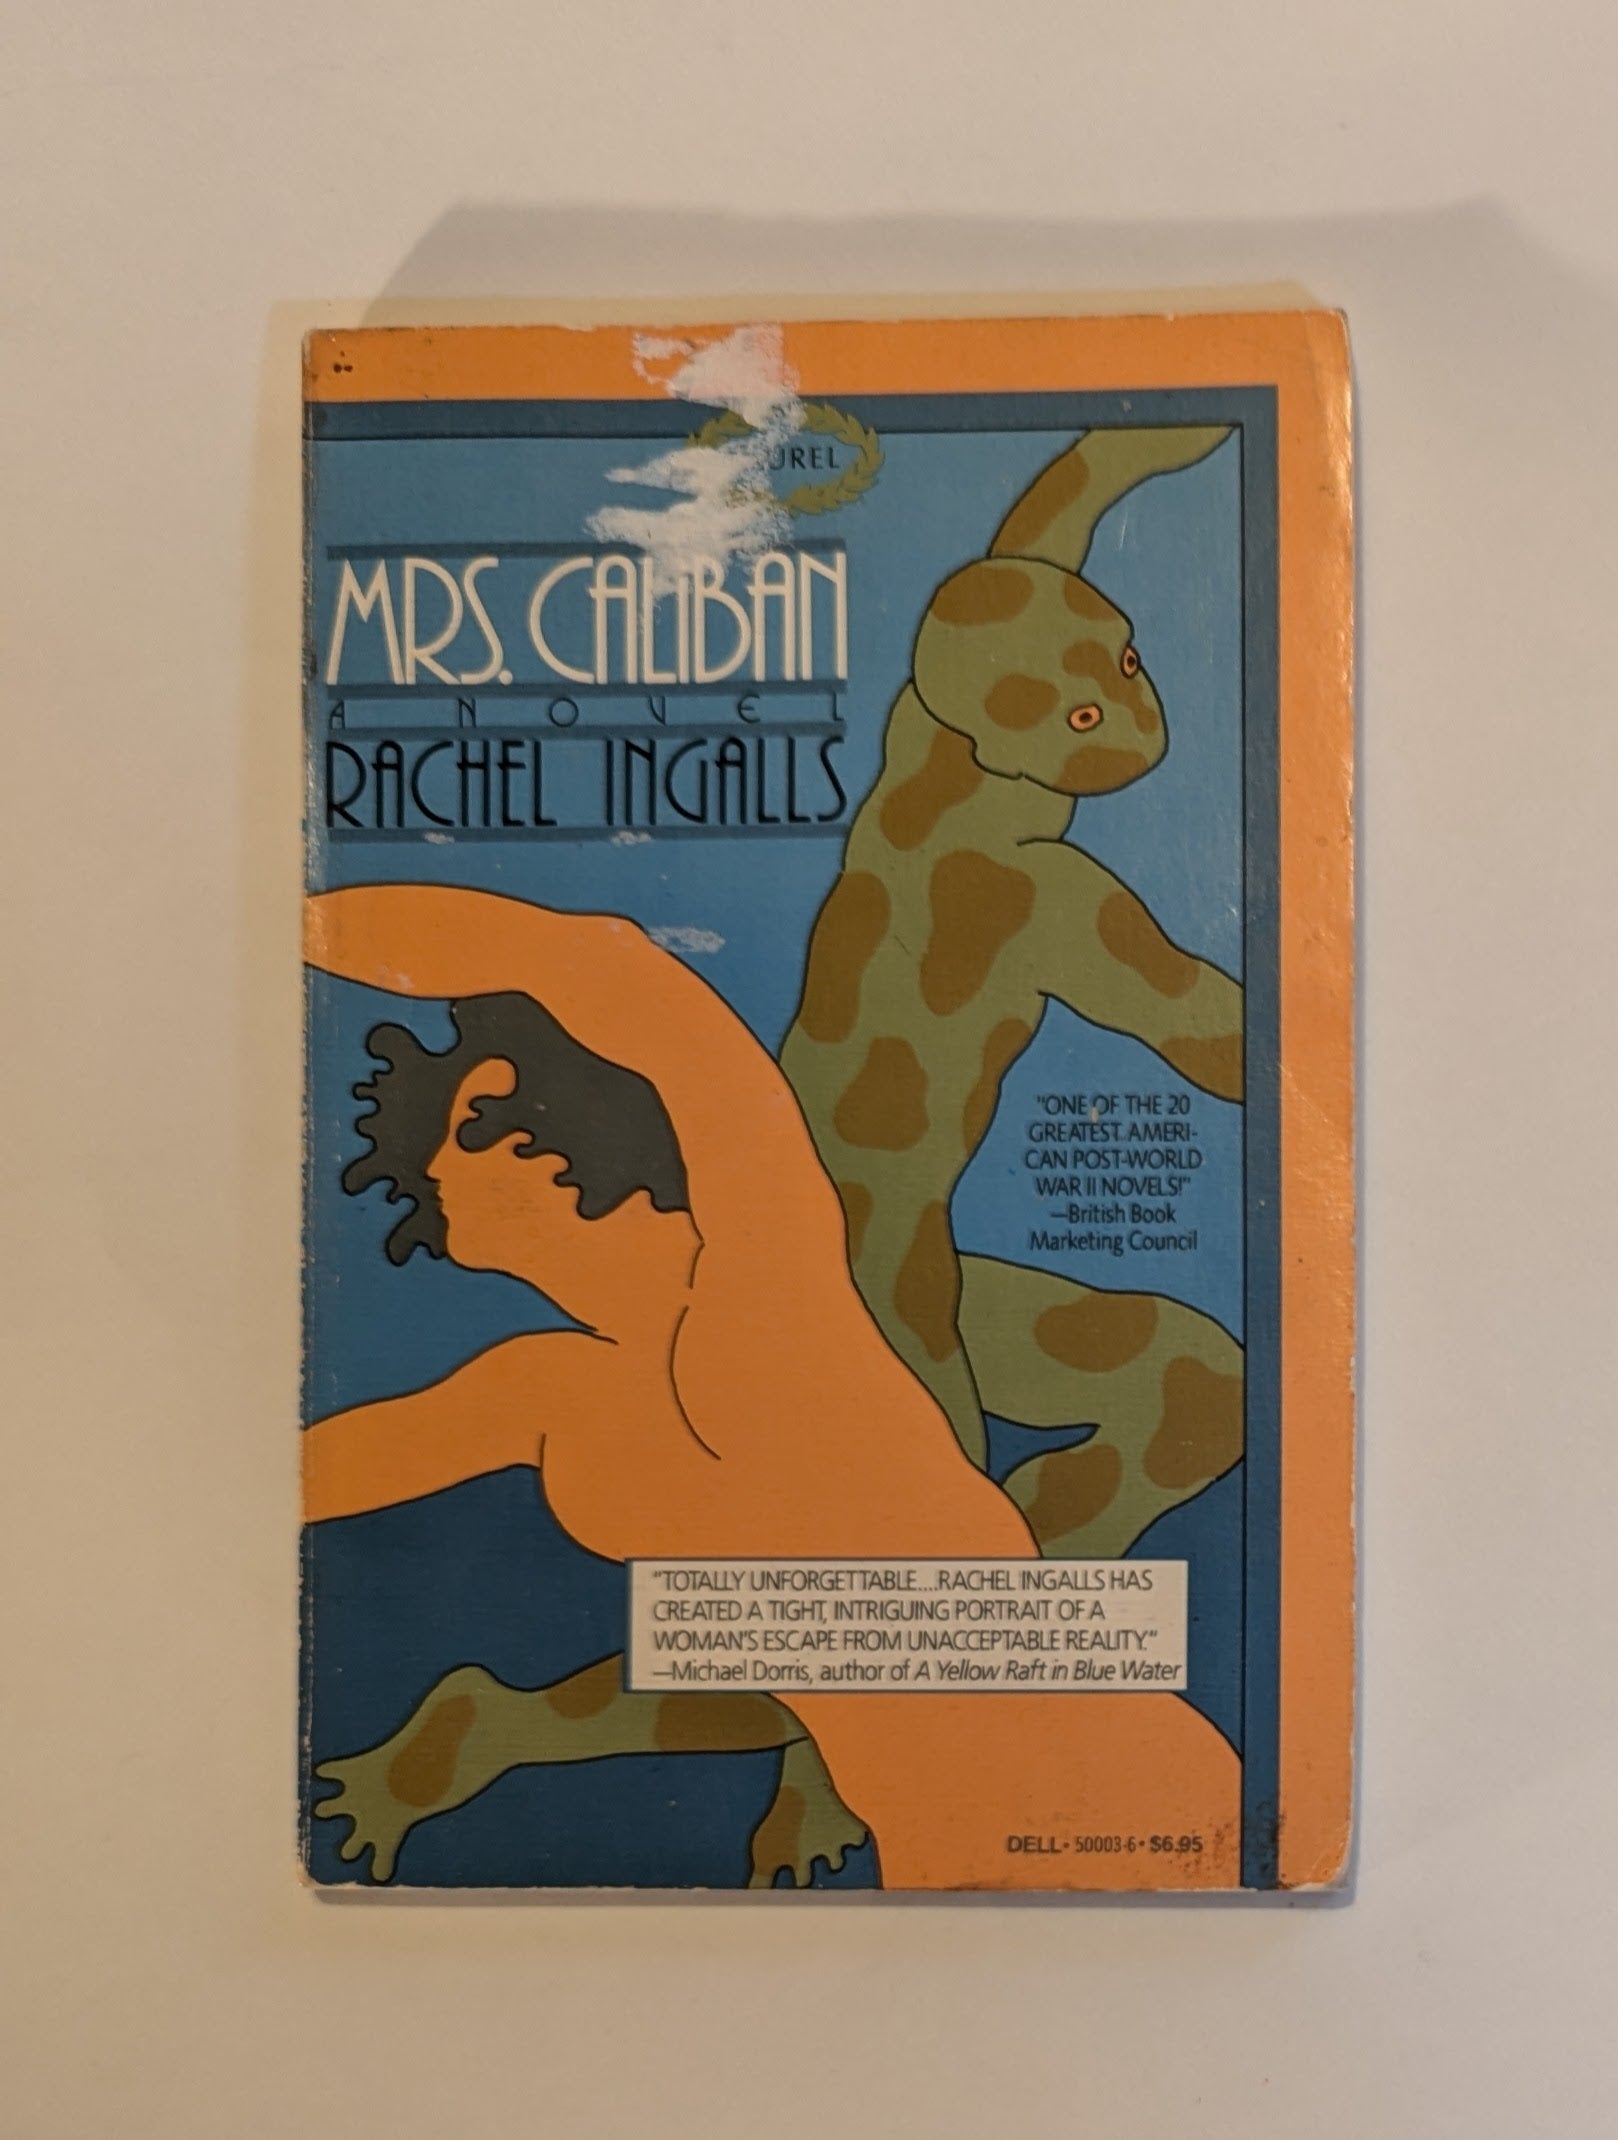 MRS. CALIBAN
A NOVEL
RACHEL INGALLS
"ONE OF THE 20
GREATEST AMERI-
CAN POST-WORLD
WAR II NOVELS!"
—British Book
Marketing Council
"TOTALLY UNFORGETTABLE....RACHEL INGALLS HAS
CREATED A TIGHT, INTRIGUING PORTRAIT OF A
WOMAN'S ESCAPE FROM UNACCEPTABLE REALITY."
—Michael Dorris, author of A Yellow Raft in Blue Water
DELL • 50003-6 • $6.95